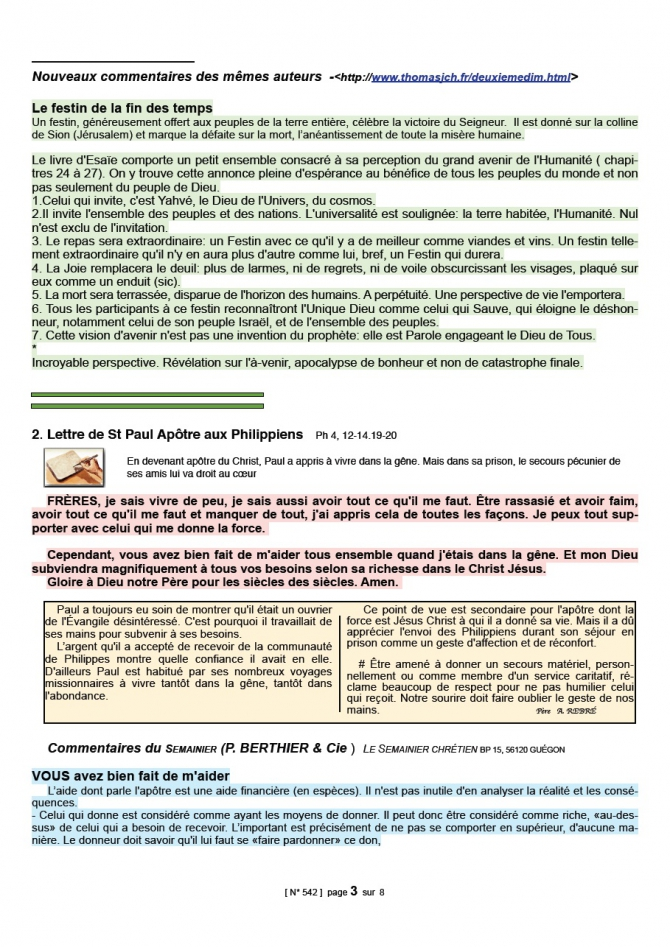 Nouveaux commentaires des mêmes auteurs -<http://www.thomasjch.fr/deuxiemedim.html>
Le festin de la fin des temps
Un festin, généreusement offert aux peuples de la terre entière, célèbre la victoire du Seigneur. Il est donné sur la colline
de Sion (Jérusalem) et marque la défaite sur la mort, l'anéantissement de toute la misère humaine.
Le livre d'Esaïe comporte un petit ensemble consacré à sa perception du grand avenir de l'Humanité ( chapi-
tres 24 à 27). On y trouve cette annonce pleine d'espérance au bénéfice de tous les peuples du monde et non
pas seulement du peuple de Dieu.
1.Celui qui invite, c'est Yahvé, le Dieu de l'Univers, du cosmos.
2.Il invite l'ensemble des peuples et des nations. L'universalité est soulignée: la terre habitée, l'Humanité. Nul
n'est exclu de l'invitation.
3. Le repas sera extraordinaire: un Festin avec ce qu'il y a de meilleur comme viandes et vins. Un festin telle-
ment extraordinaire qu'il n'y en aura plus d'autre comme lui, bref, un Festin qui durera.
4. La Joie remplacera le deuil: plus de larmes, ni de regrets, ni de voile obscurcissant les visages, plaqué sur
eux comme un enduit (sic).
5. La mort sera terrassée, disparue de l'horizon des humains. A perpétuité. Une perspective de vie l'emportera.
6. Tous les participants à ce festin reconnaîtront l'Unique Dieu comme celui qui Sauve, qui éloigne le déshon-
neur, notamment celui de son peuple Israël, et de l'ensemble des peuples.
7. Cette vision d'avenir n'est pas une invention du prophète: elle est Parole engageant le Dieu de Tous.
*
Incroyable perspective. Révélation sur l'à-venir, apocalypse de bonheur et non de catastrophe finale.
2. Lettre de St Paul Apôtre aux Philippiens Ph 4, 12-14.19-20
En devenant apôtre du Christ, Paul a appris à vivre dans la gêne. Mais dans sa prison, le secours pécunier de
ses amis lui va droit au cœur
FRÈRES, je sais vivre de peu, je sais aussi avoir tout ce qu'il me faut. Être rassasié et avoir faim,
avoir tout ce qu'il me faut et manquer de tout, j'ai appris cela de toutes les façons. Je peux tout sup-
porter avec celui qui me donne la force.
Cependant, vous avez bien fait de m'aider tous ensemble quand j'étais dans la gêne. Et mon Dieu
subviendra magnifiquement à tous vos besoins selon sa richesse dans le Christ Jésus.
Gloire à Dieu notre Père pour les siècles des siècles. Amen.
Paul a toujours eu soin de montrer qu'il était un ouvrier
de l'Évangile désintéressé. C'est pourquoi il travaillait de
ses mains pour subvenir à ses besoins.
L'argent qu'il a accepté de recevoir de la communauté
de Philippes montre quelle confiance il avait en elle.
D'ailleurs Paul est habitué par ses nombreux voyages
missionnaires à vivre tantôt dans la gêne, tantôt dans
l'abondance.
Ce point de vue est secondaire pour l'apôtre dont la
force est Jésus Christ à qui il a donné sa vie. Mais il a dû
apprécier l'envoi des Philippiens durant son séjour en
prison comme un geste d'affection et de réconfort.
# Être amené à donner un secours matériel, person-
nellement ou comme membre d'un service caritatif, ré-
clame beaucoup de respect pour ne pas humilier celui
qui reçoit. Notre sourire doit faire oublier le geste de nos
mains. Père A. REBRÉ
Commentaires du SEMAINIER (P. BERTHIER & Cie ) LE SEMAINIER CHRÉTIEN BP 15, 56120 GUÉGON
VOUS avez bien fait de m'aider
L'aide dont parle l'apôtre est une aide financière (en espèces). Il n'est pas inutile d'en analyser la réalité et les consé-
quences.
- Celui qui donne est considéré comme ayant les moyens de donner. Il peut donc être considéré comme riche, «au-des-
sus» de celui qui a besoin de recevoir. L'important est précisément de ne pas se comporter en supérieur, d'aucune ma-
nière. Le donneur doit savoir qu'il lui faut se «faire pardonner» ce don,
[ N° 542 ] page 3 sur 8